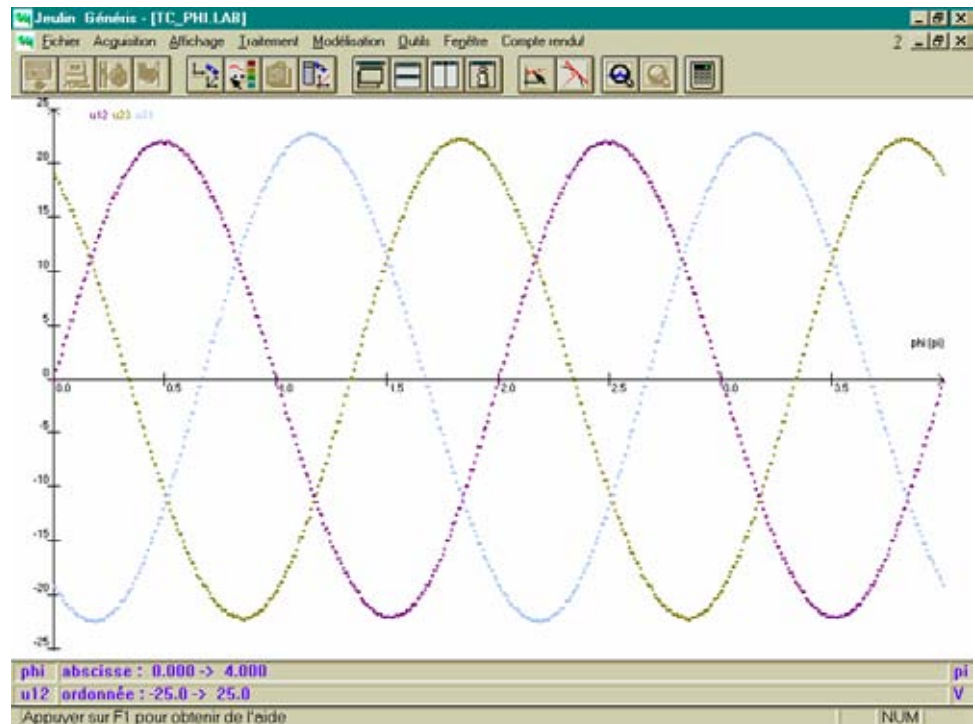 Jeulin Généris - [TC_PHI.LAB]
Fichier Acquisition Affichage Traitement Modélisation Outils Fenêtre Compte rendu! ?
25
u12 u23 u31
20
15
10
5
phi (pi)
0
0.0 0.5 1.0 1.5 2.0 2.5 3.0 3.5
-5
-10
-15
-20
-25
phi abscisse : 0.000 -> 4.000 pi
u12 ordonnée : -25.0 -> 25.0 V
Appuyer sur F1 pour obtenir de l'aide NUM